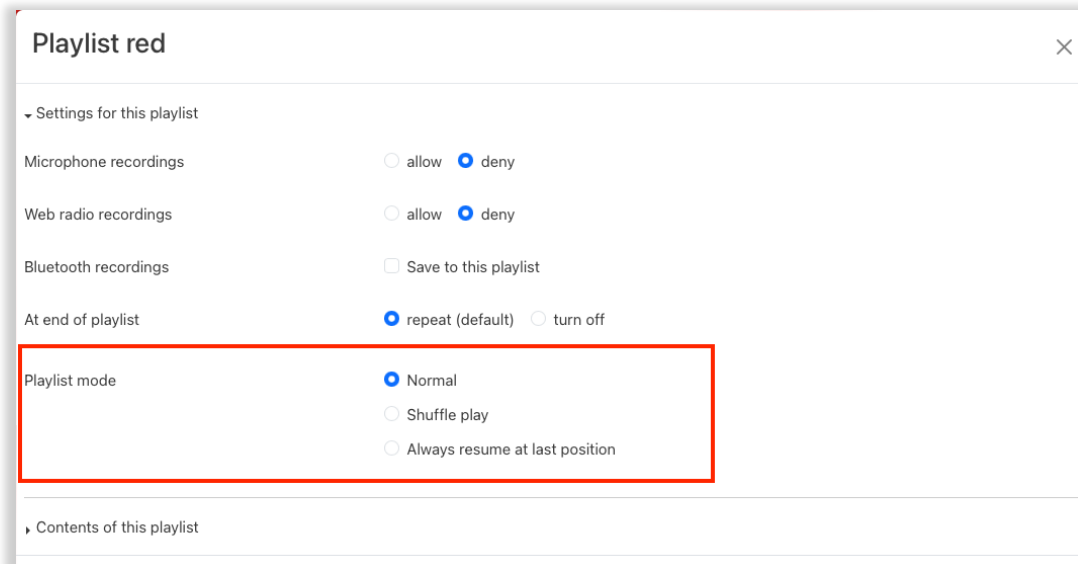 Playlist red
Settings for this playlist
Microphone recordings allow deny
Web radio recordings allow deny
Bluetooth recordings Save to this playlist
At end of playlist repeat (default) turn off
Playlist mode Normal
Shuffle play
Always resume at last position
Contents of this playlist